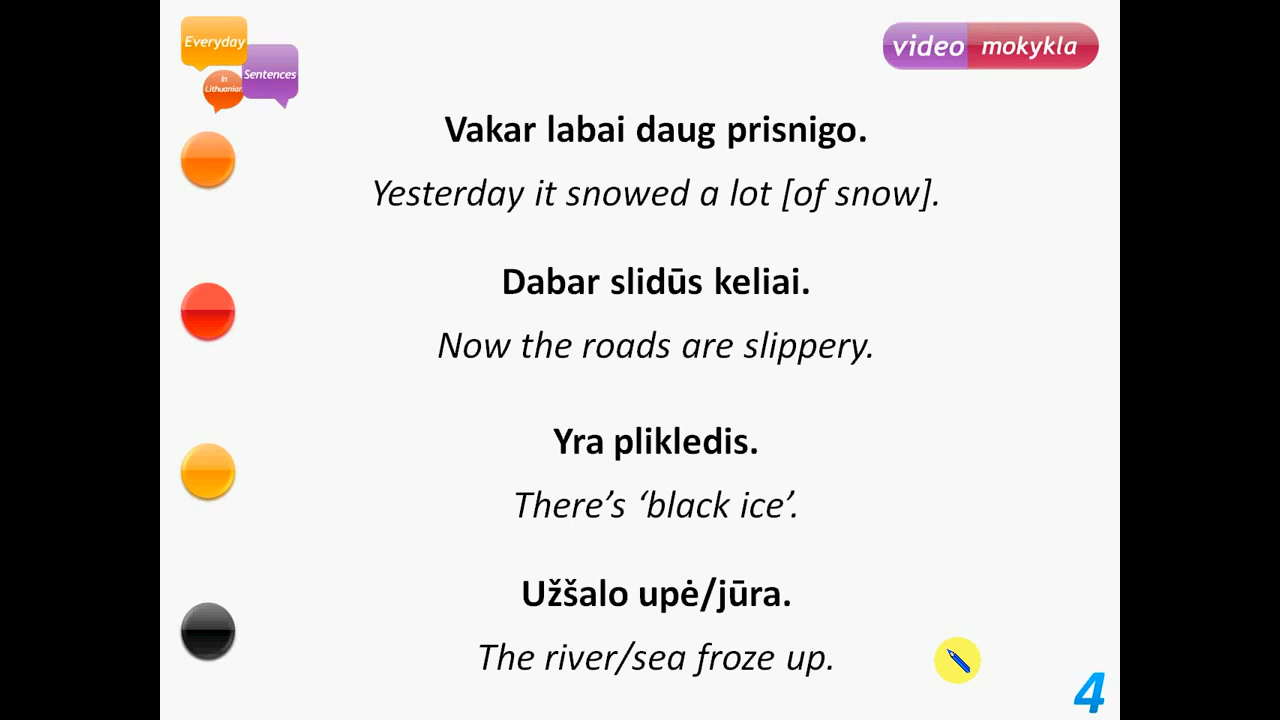 Everyday
In
Lithuanian
Sentences
video mokykla
Vakar labai daug prisnigo.
Yesterday it snowed a lot [of snow].
Dabar slidūs keliai.
Now the roads are slippery.
Yra plikledis.
There’s ‘black ice’.
Užšalo upė/jūra.
The river/sea froze up.
4